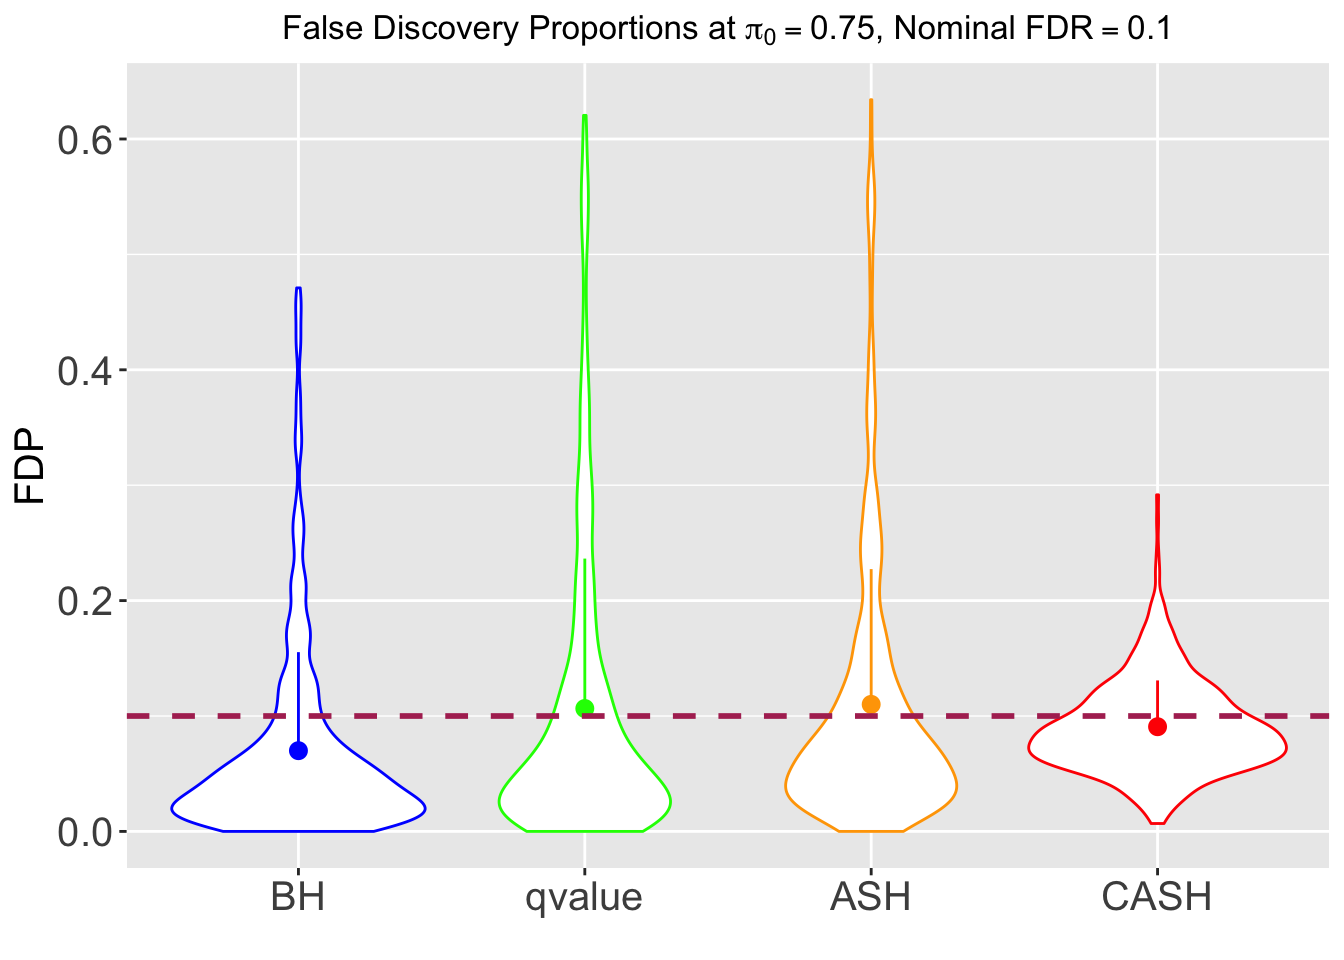 False Discovery Proportions at π₀ = 0.75, Nominal FDR = 0.1
FDP
0.6
0.4
0.2
0.0
BH qvalue ASH CASH